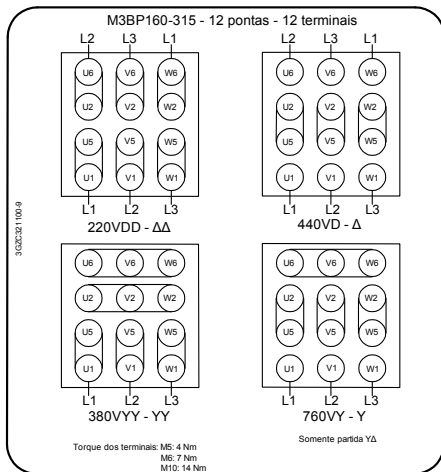 M3BP160-315 - 12 pontas - 12 terminais
L2 L3 L1
U6 V6 W6
U2 V2 W2
U5 V5 W5
U1 V1 W1
L1 L2 L3
220VDD - ΔΔ
L2 L3 L1
U6 V6 W6
U2 V2 W2
U5 V5 W5
U1 V1 W1
L1 L2 L3
440VD - Δ
3GZC321100-9
U6 V6 W6
U2 V2 W2
U5 V5 W5
U1 V1 W1
L1 L2 L3
380VYY - YY
U6 V6 W6
U2 V2 W2
U5 V5 W5
U1 V1 W1
L1 L2 L3
760VY - Y
Torque dos terminais: M5: 4 Nm
M6: 7 Nm
M10: 14 Nm
Somente partida YΔ